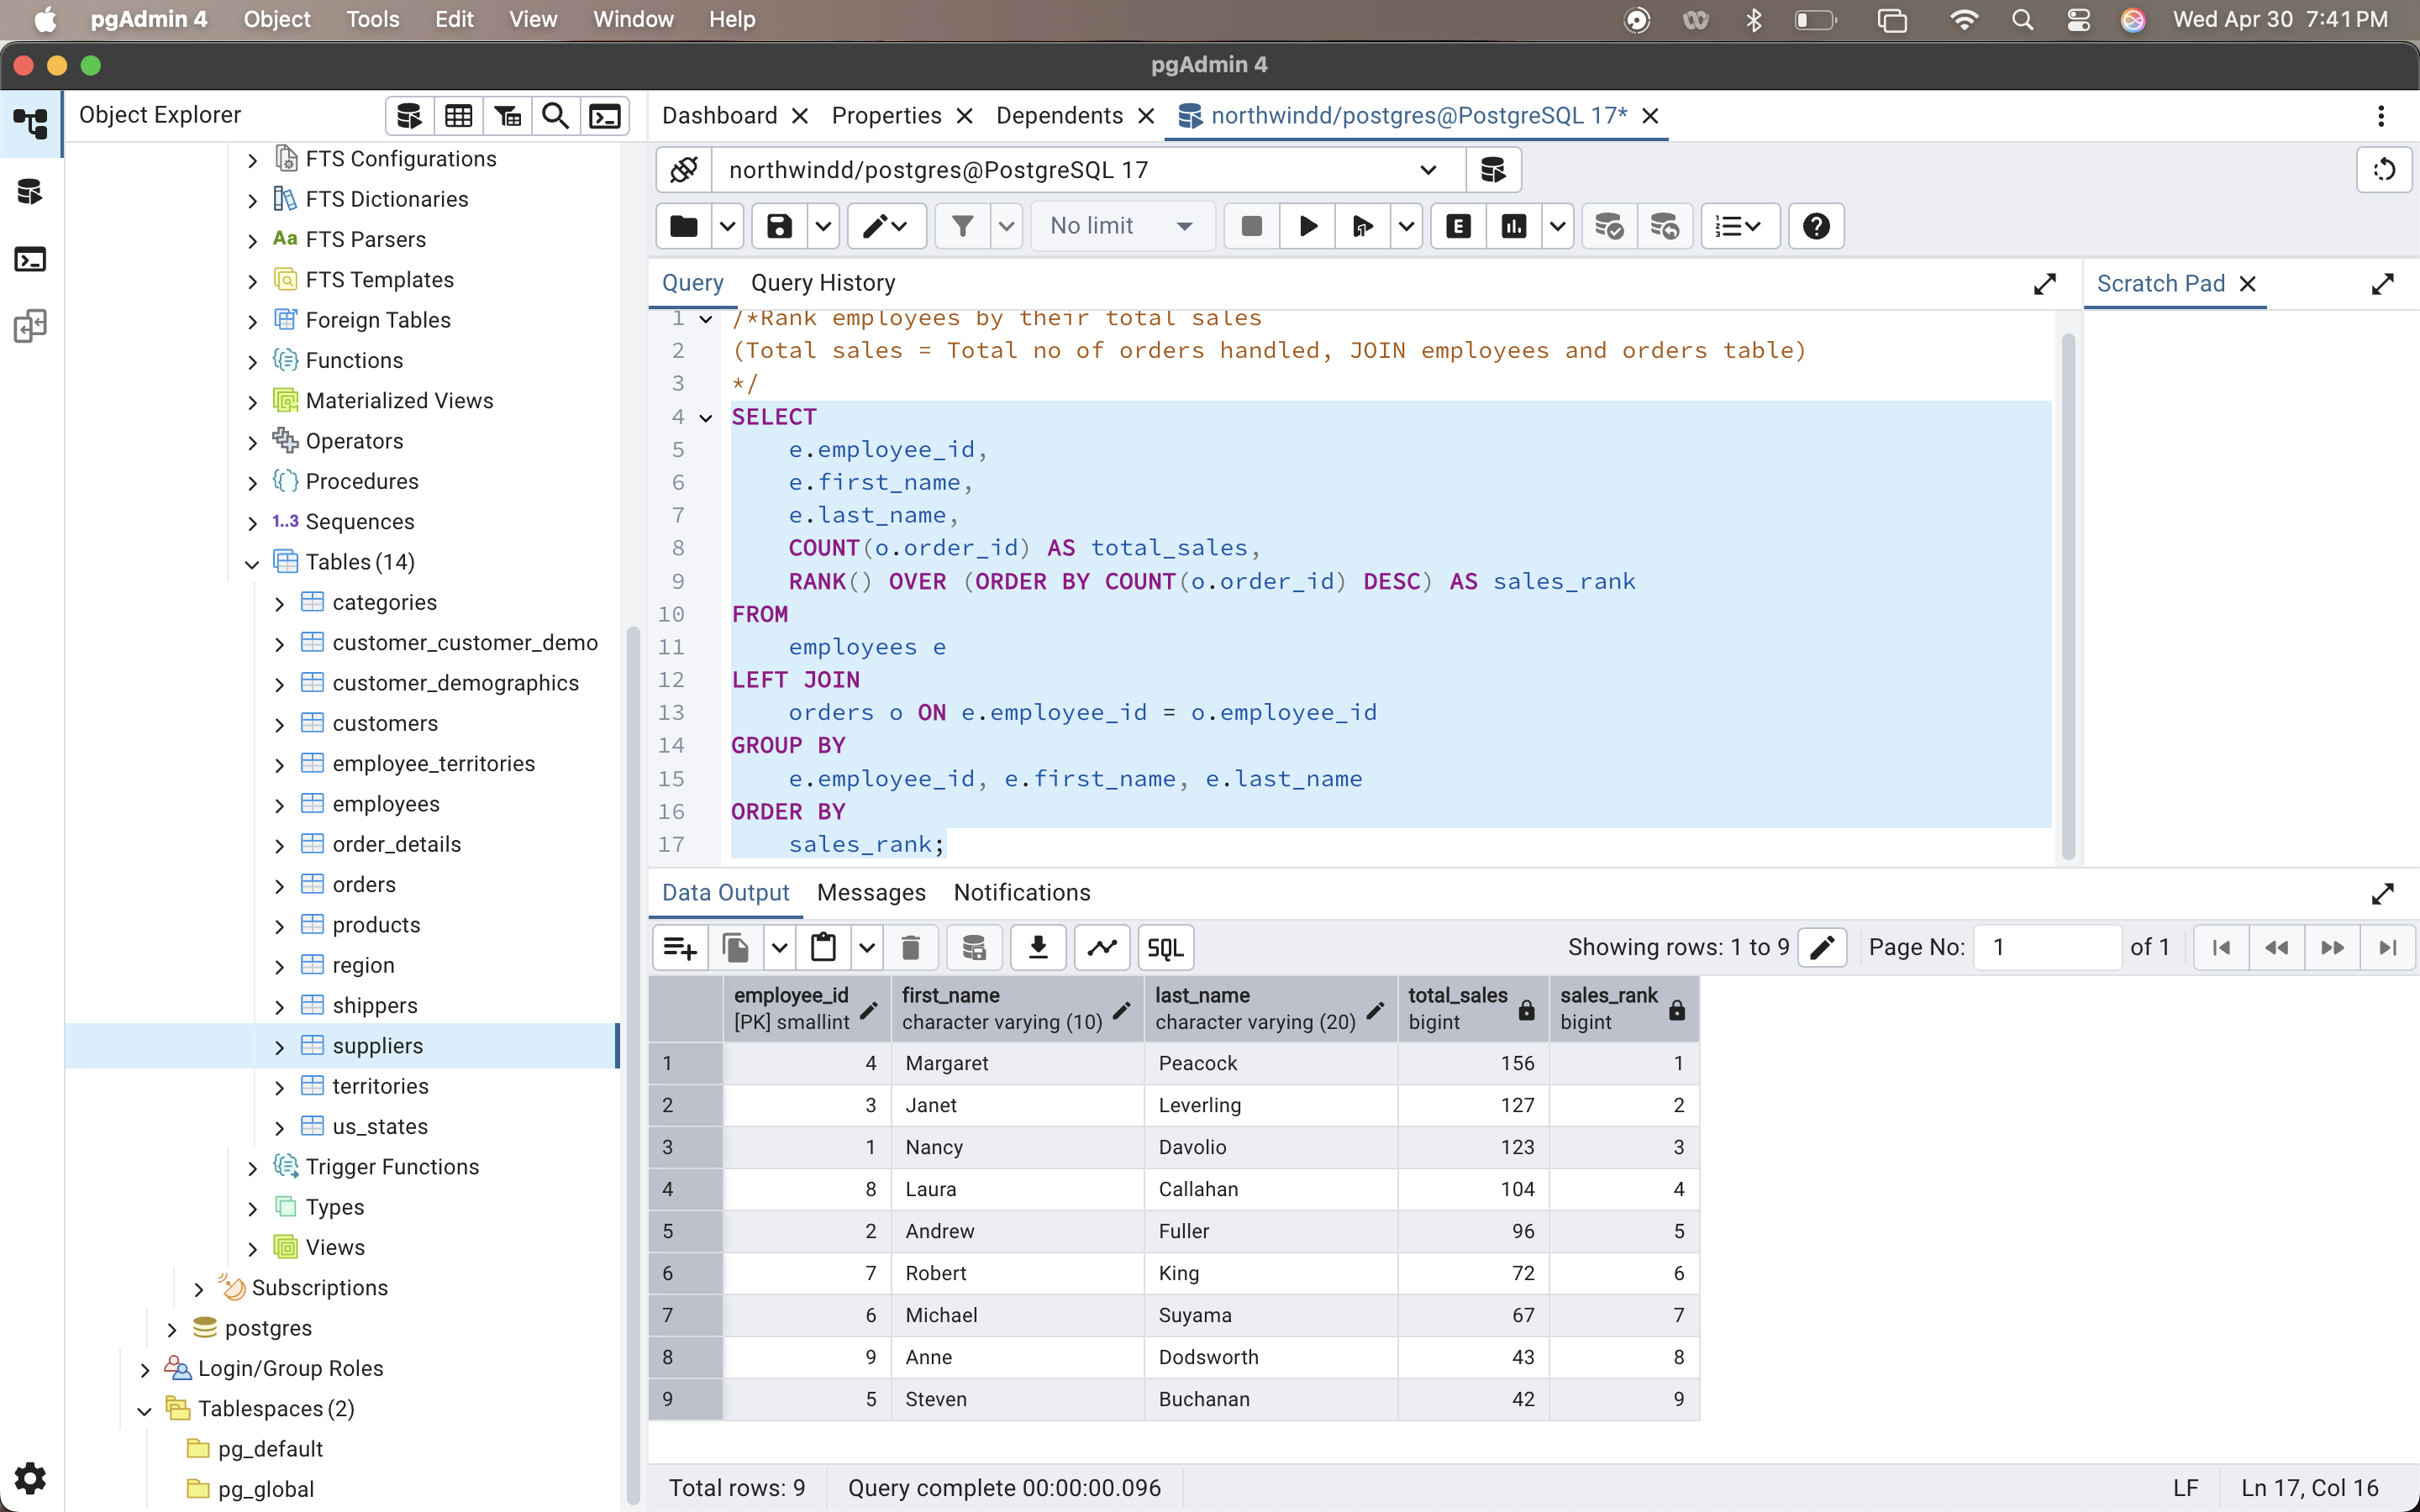 pgAdmin 4 Object Tools Edit View Window Help Wed Apr 30 7:41 PM
pgAdmin 4
Object Explorer
FTS Configurations
FTS Dictionaries
Aa FTS Parsers
FTS Templates
Foreign Tables
Functions
Materialized Views
Operators
Procedures
1..3 Sequences
Tables (14)
categories
customer_customer_demo
customer_demographics
customers
employee_territories
employees
order_details
orders
products
region
shippers
suppliers
territories
us_states
Trigger Functions
Types
Views
Subscriptions
postgres
Login/Group Roles
Tablespaces (2)
pg_default
pg_global
Dashboard Properties Dependents northwindd/postgres@PostgreSQL 17*
northwindd/postgres@PostgreSQL 17
No limit E
Query Query History
Scratch Pad
1 /*Rank employees by their total sales
2 (Total sales = Total no of orders handled, JOIN employees and orders table)
3 */
4 SELECT
5 e.employee_id,
6 e.first_name,
7 e.last_name,
8 COUNT(o.order_id) AS total_sales,
9 RANK() OVER (ORDER BY COUNT(o.order_id) DESC) AS sales_rank
10 FROM
11 employees e
12 LEFT JOIN
13 orders o ON e.employee_id = o.employee_id
14 GROUP BY
15 e.employee_id, e.first_name, e.last_name
16 ORDER BY
17 sales_rank;
Data Output Messages Notifications
SQL Showing rows: 1 to 9 Page No: 1 of 1
employee_id first_name last_name total_sales sales_rank
[PK] smallint character varying (10) character varying (20) bigint bigint
1 4 Margaret Peacock 156 1
2 3 Janet Leverling 127 2
3 1 Nancy Davolio 123 3
4 8 Laura Callahan 104 4
5 2 Andrew Fuller 96 5
6 7 Robert King 72 6
7 6 Michael Suyama 67 7
8 9 Anne Dodsworth 43 8
9 5 Steven Buchanan 42 9
Total rows: 9 Query complete 00:00:00.096 LF Ln 17, Col 16